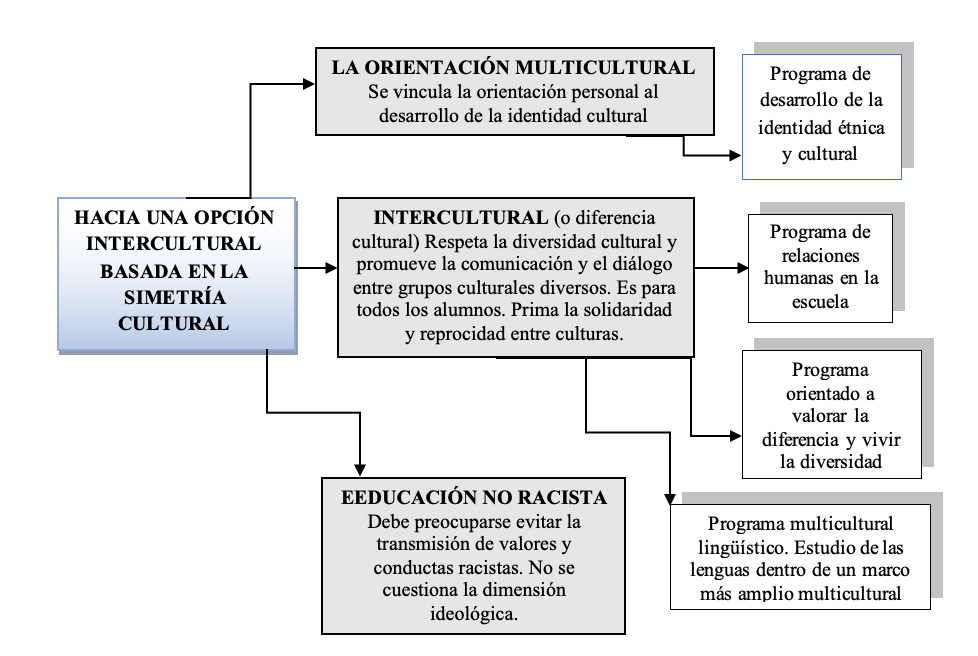 LA ORIENTACIÓN MULTICULTURAL
Se vincula la orientación personal al
desarrollo de la identidad cultural
Programa de
desarrollo de la
identidad étnica
y cultural
HACIA UNA OPCIÓN
INTERCULTURAL
BASADA EN LA
SIMETRÍA
CULTURAL
INTERCULTURAL (o diferencia
cultural) Respeta la diversidad cultural y
promueve la comunicación y el diálogo
entre grupos culturales diversos. Es para
todos los alumnos. Prima la solidaridad
y reprocidad entre culturas.
Programa de
relaciones
humanas en la
escuela
Programa
orientado a
valorar la
diferencia y vivir
la diversidad
EEDUCACIÓN NO RACISTA
Debe preocuparse evitar la
transmisión de valores y
conductas racistas. No se
cuestiona la dimensión
ideológica.
Programa multicultural
lingüístico. Estudio de las
lenguas dentro de un marco
más amplio multicultural